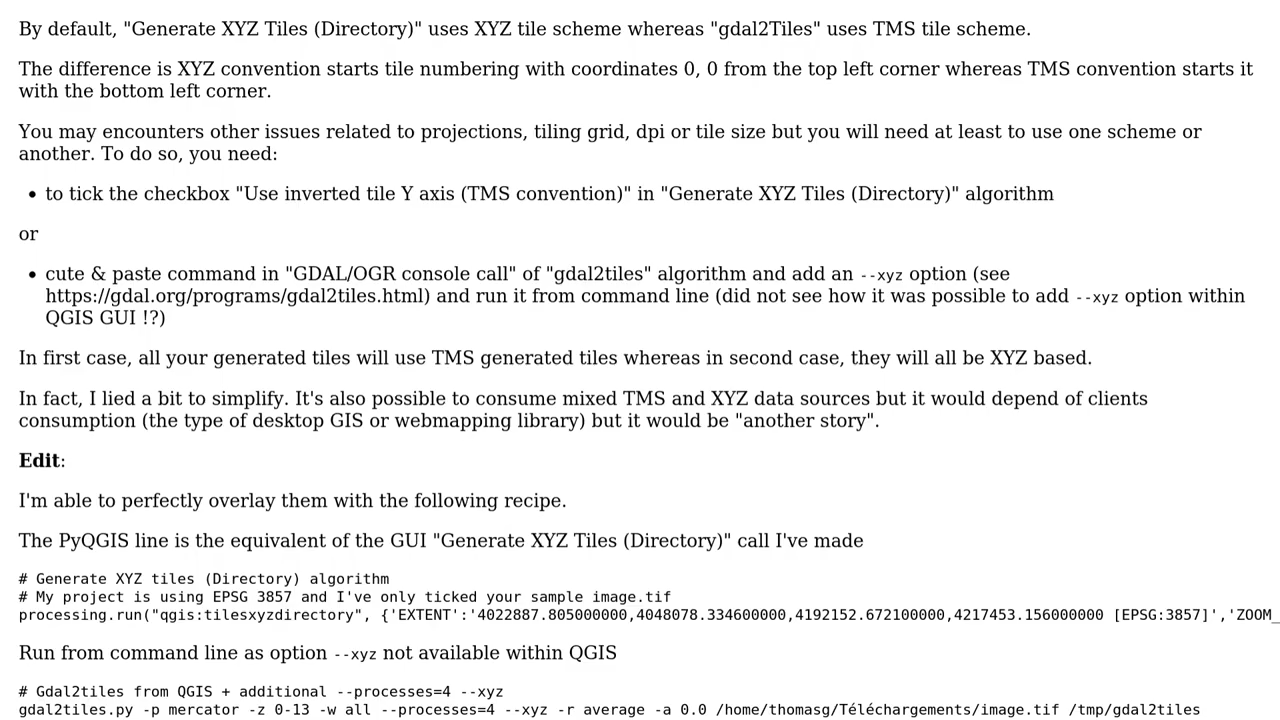 By default, "Generate XYZ Tiles (Directory)" uses XYZ tile scheme whereas "gdal2Tiles" uses TMS tile scheme.
The difference is XYZ convention starts tile numbering with coordinates 0, 0 from the top left corner whereas TMS convention starts it
with the bottom left corner.
You may encounters other issues related to projections, tiling grid, dpi or tile size but you will need at least to use one scheme or
another. To do so, you need:
• to tick the checkbox "Use inverted tile Y axis (TMS convention)" in "Generate XYZ Tiles (Directory)" algorithm
or
• cute & paste command in "GDAL/OGR console call" of "gdal2tiles" algorithm and add an --xyz option (see
https://gdal.org/programs/gdal2tiles.html) and run it from command line (did not see how it was possible to add --xyz option within
QGIS GUI !?)
In first case, all your generated tiles will use TMS generated tiles whereas in second case, they will all be XYZ based.
In fact, I lied a bit to simplify. It's also possible to consume mixed TMS and XYZ data sources but it would depend of clients
consumption (the type of desktop GIS or webmapping library) but it would be "another story".
Edit:
I'm able to perfectly overlay them with the following recipe.
The PyQGIS line is the equivalent of the GUI "Generate XYZ Tiles (Directory)" call I've made
# Generate XYZ tiles (Directory) algorithm
# My project is using EPSG 3857 and I've only ticked your sample image.tif
processing.run("qgis:tilesxyzdirectory", {'EXTENT':'4022887.805000000,4048078.334600000,4192152.672100000,4217453.156000000 [EPSG:3857]','ZOOM_
Run from command line as option --xyz not available within QGIS
# Gdal2tiles from QGIS + additional --processes=4 --xyz
gdal2tiles.py -p mercator -z 0-13 -w all --processes=4 --xyz -r average -a 0.0 /home/thomasg/Téléchargements/image.tif /tmp/gdal2tiles